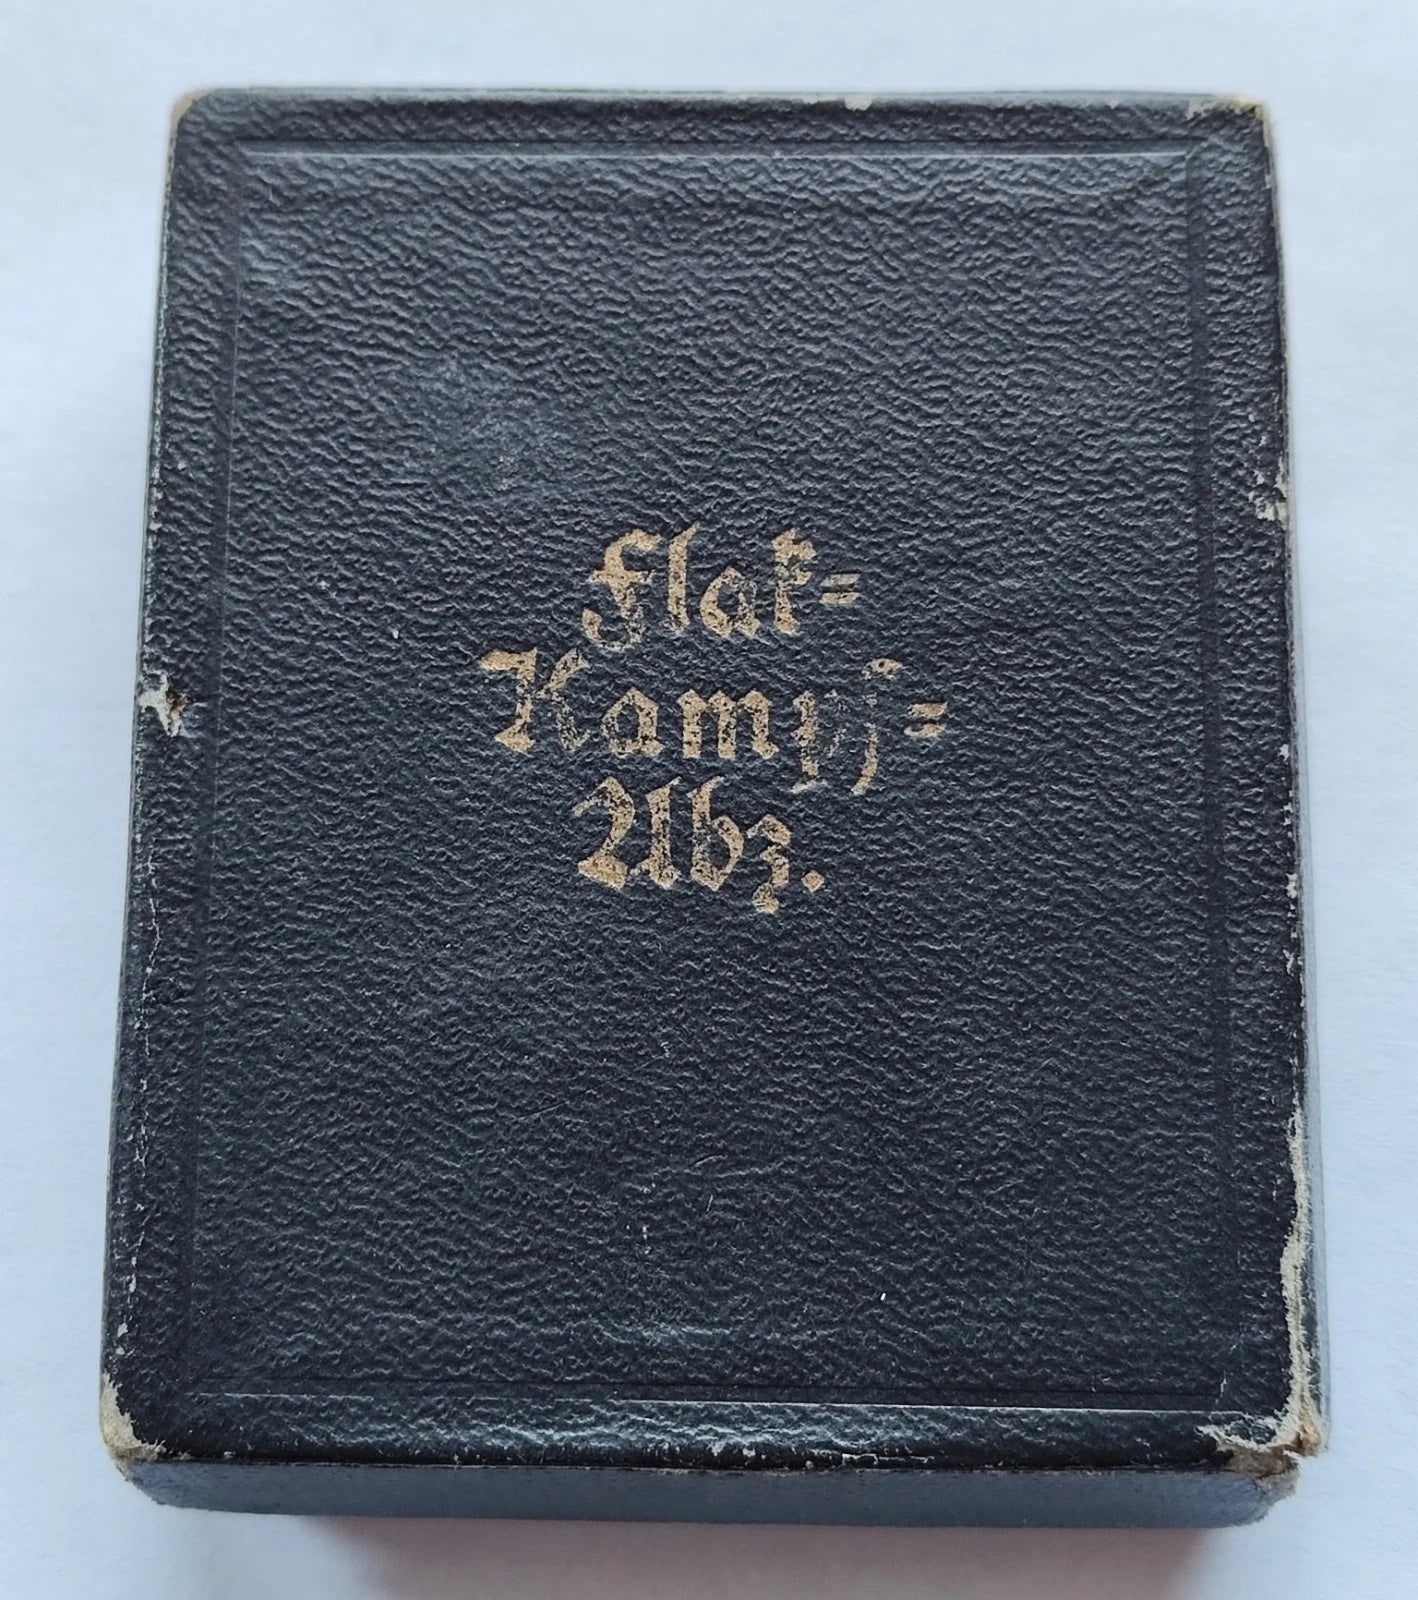 Flak=
Kampf=
Abz.